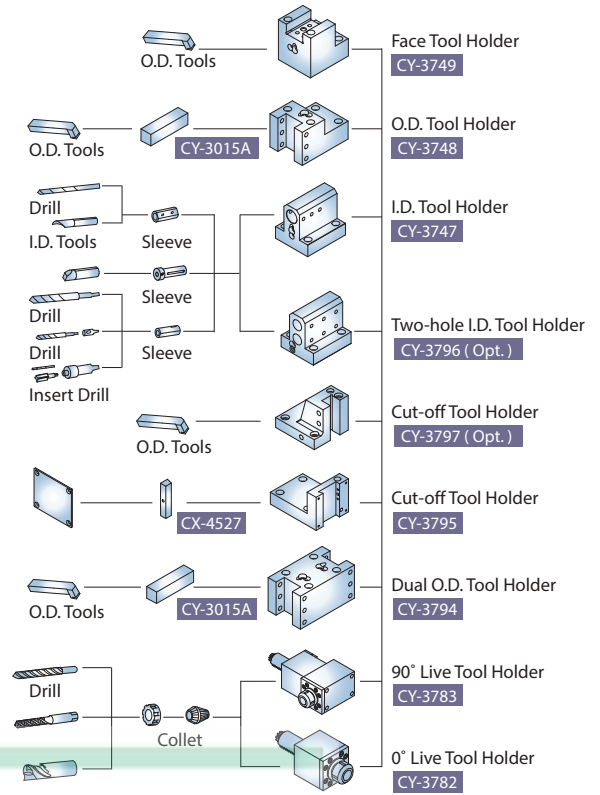 O.D. Tools
Face Tool Holder
CY-3749
O.D. Tools
CY-3015A
O.D. Tool Holder
CY-3748
Drill
I.D. Tools
Sleeve
I.D. Tool Holder
CY-3747
Sleeve
Drill
Drill
Sleeve
Insert Drill
Two-hole I.D. Tool Holder
CY-3796 ( Opt. )
O.D. Tools
Cut-off Tool Holder
CY-3797 ( Opt. )
CX-4527
Cut-off Tool Holder
CY-3795
O.D. Tools
CY-3015A
Dual O.D. Tool Holder
CY-3794
Drill
Collet
90˚ Live Tool Holder
CY-3783
0˚ Live Tool Holder
CY-3782